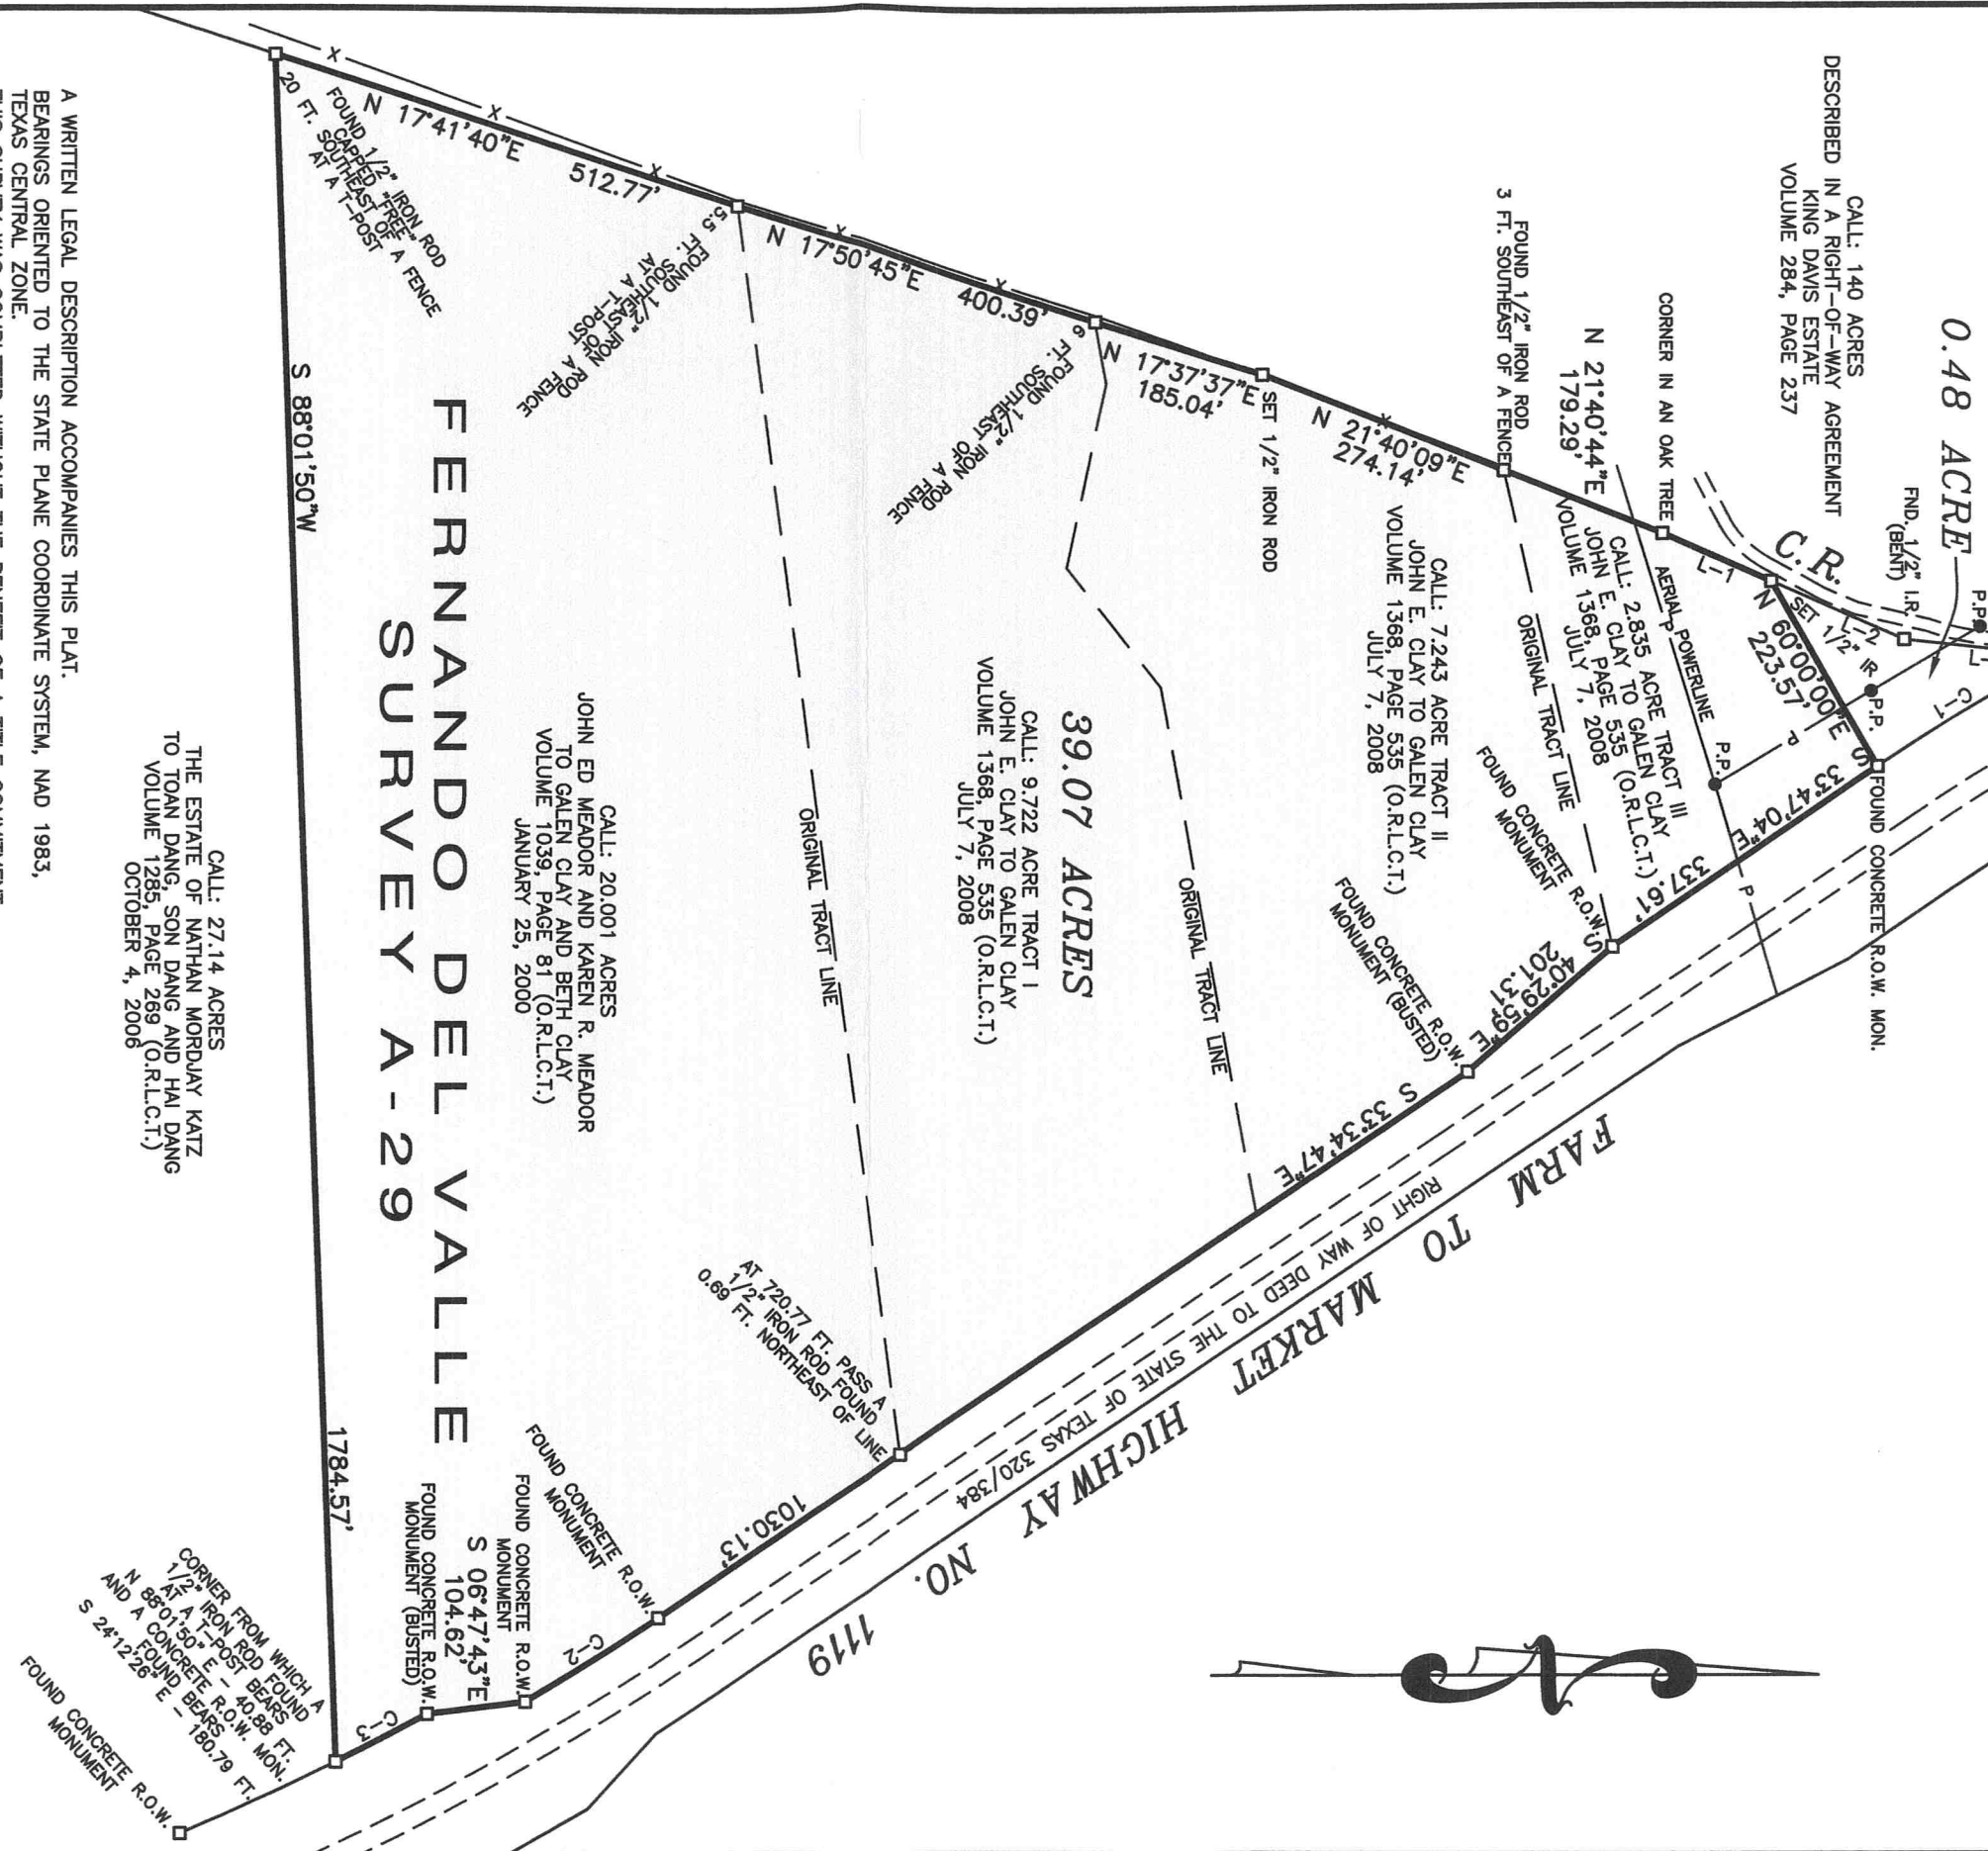 0.48 ACRE
P.P.
FND. 1/2" I.R.
(BENT)
CALL: 140 ACRES
DESCRIBED IN A RIGHT-OF-WAY AGREEMENT
KING DAVIS ESTATE
VOLUME 284, PAGE 237
C.R.
L-2
SET 1/2" IR
P.P.
C-1
L-1
N 60°00'00"E
223.57'
FOUND CONCRETE R.O.W. MON.
CORNER IN AN OAK TREE
AERIAL POWERLINE
P
P
P
P.P.
S 33°47'04"E
337.61'
N 21°40'44"E
179.29'
CALL: 2.835 ACRE TRACT III
JOHN E. CLAY TO GALEN CLAY
VOLUME 1368, PAGE 535 (O.R.L.C.T.)
JULY 7, 2008
FOUND 1/2" IRON ROD
3 FT. SOUTHEAST OF A FENCE
ORIGINAL TRACT LINE
FOUND CONCRETE R.O.W.
MONUMENT
S 40°29'59"E
201.31'
N 21°40'09"E
274.14'
CALL: 7.243 ACRE TRACT II
JOHN E. CLAY TO GALEN CLAY
VOLUME 1368, PAGE 535 (O.R.L.C.T.)
JULY 7, 2008
FOUND CONCRETE R.O.W.
MONUMENT (BUSTED)
SET 1/2" IRON ROD
N 17°37'37"E
185.04'
FOUND 1/2" IRON ROD
6 FT. SOUTHEAST OF A FENCE
ORIGINAL TRACT LINE
S 33°34'47"E
1030.13'
FARM TO MARKET HIGHWAY NO. 1119
RIGHT OF WAY DEED TO THE STATE OF TEXAS 320/384
39.07 ACRES
CALL: 9.722 ACRE TRACT I
JOHN E. CLAY TO GALEN CLAY
VOLUME 1368, PAGE 535 (O.R.L.C.T.)
JULY 7, 2008
X
X
N 17°50'45"E 400.39'
X
X
FOUND 1/2" IRON ROD
5.5 FT. SOUTHEAST OF A FENCE
AT A T-POST
ORIGINAL TRACT LINE
AT 720.77 FT. PASS A
1/2" IRON ROD FOUND
0.69 FT. NORTHEAST OF LINE
CALL: 20.001 ACRES
JOHN ED MEADOR AND KAREN R. MEADOR
TO GALEN CLAY AND BETH CLAY
VOLUME 1039, PAGE 81 (O.R.L.C.T.)
JANUARY 25, 2000
FOUND CONCRETE R.O.W.
MONUMENT
C-2
FOUND CONCRETE R.O.W.
MONUMENT
S 06°47'43"E
104.62'
FOUND CONCRETE R.O.W.
MONUMENT (BUSTED)
C-3
X
X
X
N 17°41'40"E 512.77'
FOUND 1/2" IRON ROD
CAPPED "FREE"
20 FT. SOUTHEAST OF A FENCE
AT A T-POST
FERNANDO DEL VALLE
SURVEY A-29
S 88°01'50"W 1784.57'
CORNER FROM WHICH A
1/2" IRON ROD FOUND
AT A T-POST BEARS
N 88°01'50" E - 40.88 FT.
AND A CONCRETE R.O.W. MON.
FOUND BEARS
S 24°12'26" E - 180.79 FT.
FOUND CONCRETE R.O.W.
MONUMENT
CALL: 27.14 ACRES
THE ESTATE OF NATHAN MORDJAY KATZ
TO TOAN DANG, SON DANG AND HAI DANG
VOLUME 1285, PAGE 269 (O.R.L.C.T.)
OCTOBER 4, 2006
A WRITTEN LEGAL DESCRIPTION ACCOMPANIES THIS PLAT.
BEARINGS ORIENTED TO THE STATE PLANE COORDINATE SYSTEM, NAD 1983,
TEXAS CENTRAL ZONE.